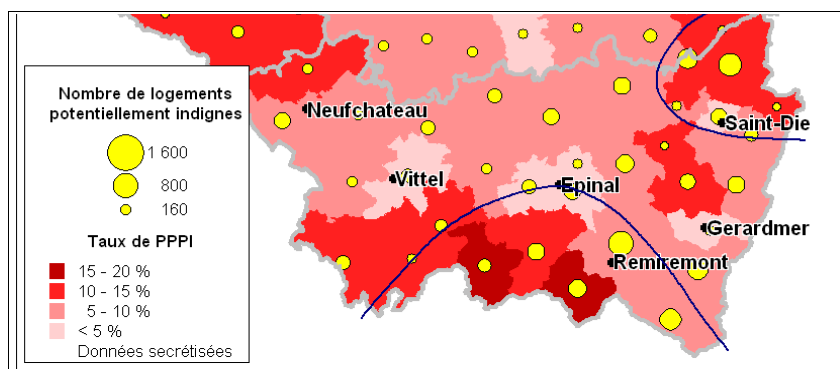 Nombre de logements
potentiellement indignes
1 600
800
160
Taux de PPPI
15 - 20 %
10 - 15 %
5 - 10 %
< 5 %
Données secrétisées
Neufchateau
Saint-Die
Vittel
Epinal
Gerardmer
Remiremont